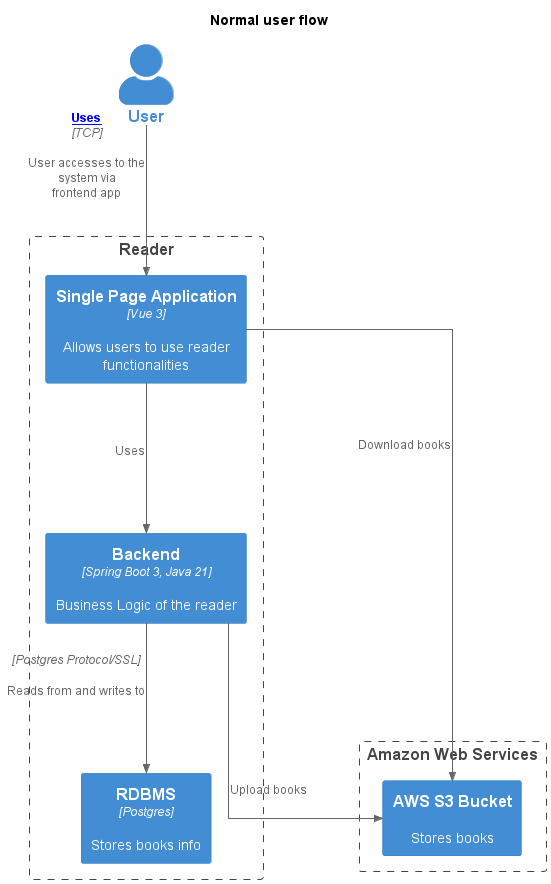 Normal user flow
User
Uses
[TCP]
User accesses to the
system via
frontend app
Reader
Single Page Application
[Vue 3]
Allows users to use reader
functionalities
Download books
Uses
Backend
[Spring Boot 3, Java 21]
Business Logic of the reader
[Postgres Protocol/SSL]
Reads from and writes to
Amazon Web Services
RDBMS
[Postgres]
Stores books info
Upload books
AWS S3 Bucket
Stores books